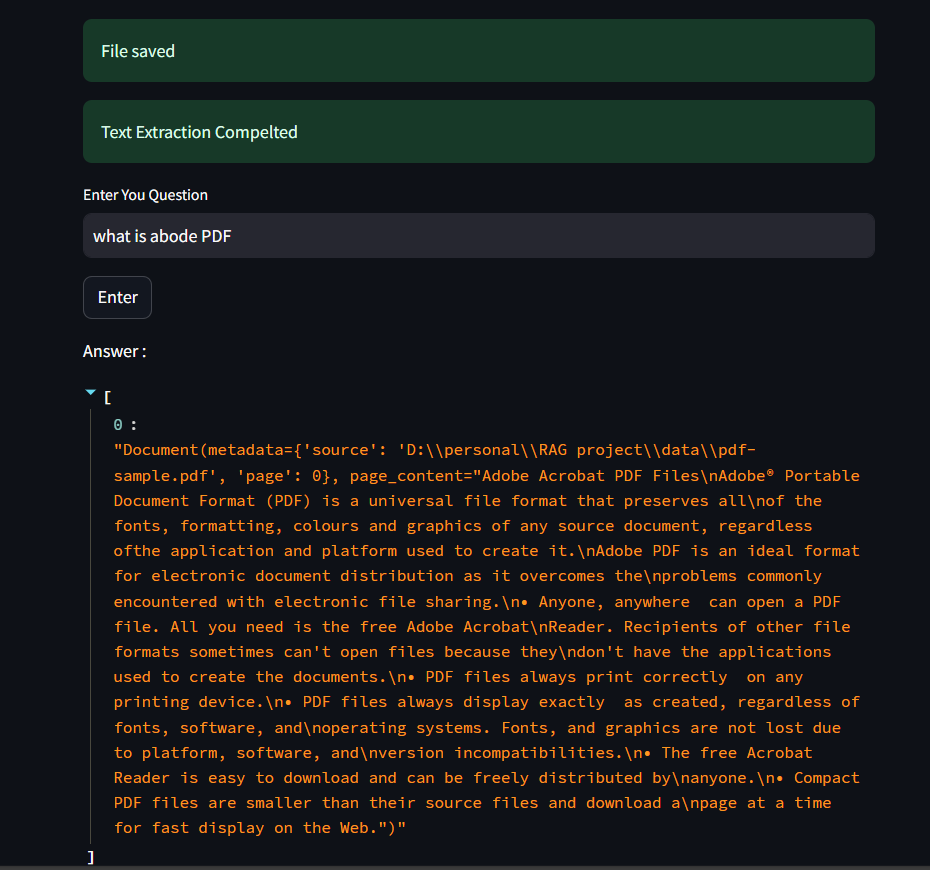 File saved
Text Extraction Compelted
Enter You Question
what is abode PDF
Enter
Answer :
[
0 :
"Document(metadata={'source': 'D:\\personal\\RAG project\\data\\pdf-
sample.pdf', 'page': 0}, page_content="Adobe Acrobat PDF Files\nAdobe® Portable
Document Format (PDF) is a universal file format that preserves all\nof the
fonts, formatting, colours and graphics of any source document, regardless
ofthe application and platform used to create it.\nAdobe PDF is an ideal format
for electronic document distribution as it overcomes the\nproblems commonly
encountered with electronic file sharing.\n• Anyone, anywhere  can open a PDF
file. All you need is the free Adobe Acrobat\nReader. Recipients of other file
formats sometimes can't open files because they\ndon't have the applications
used to create the documents.\n• PDF files always print correctly  on any
printing device.\n• PDF files always display exactly  as created, regardless of
fonts, software, and\noperating systems. Fonts, and graphics are not lost due
to platform, software, and\nversion incompatibilities.\n• The free Acrobat
Reader is easy to download and can be freely distributed by\nanyone.\n• Compact
PDF files are smaller than their source files and download a\npage at a time
for fast display on the Web.")"
]